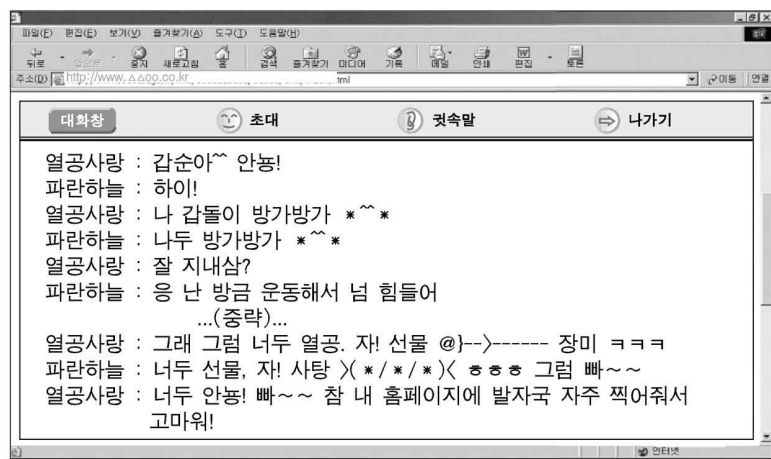 파일(F) 편집(E) 보기(V) 즐겨찾기(A) 도구(T) 도움말(H)
뒤로 앞으로 중지 새로고침 홈 검색 즐겨찾기 미디어 기록 메일 인쇄 편집 토론
주소(D) http://www.△△oo.co.kr html 이동 연결
대화창 초대 귓속말 나가기
열공사랑 : 갑순아^^ 안뇽!
파란하늘 : 하이!
열공사랑 : 나 갑돌이 방가방가 *^^*
파란하늘 : 나두 방가방가 *^^*
열공사랑 : 잘 지내삼?
파란하늘 : 응 난 방금 운동해서 넘 힘들어
...(중략)...
열공사랑 : 그래 그럼 너두 열공. 자! 선물 @}--〉------ 장미 ㅋㅋㅋ
파란하늘 : 너두 선물, 자! 사탕 〉( * / * / * )〈 ㅎㅎㅎ 그럼 빠~~
열공사랑 : 너두 안뇽! 빠~~ 참 내 홈페이지에 발자국 자주 찍어줘서
고마워!
인터넷